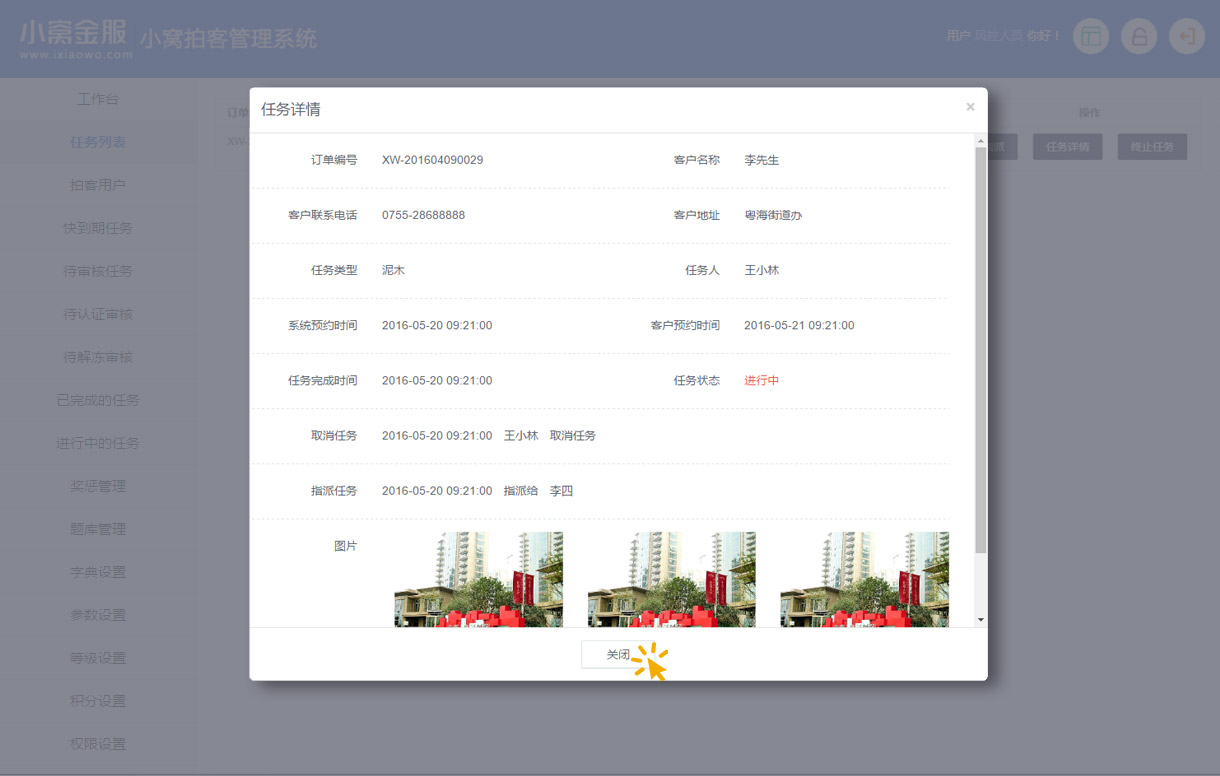 小窝金服
www.ixiaowo.com
小窝拍客管理系统
用户 风控人员 你好！
工作台
任务列表
拍客用户
快到期任务
待审核任务
待认证审核
待解冻审核
已完成的任务
进行中的任务
奖惩管理
题库管理
字典设置
参数设置
等级设置
积分设置
权限设置
订单
操作
XW-
派
任务详情
终止任务
任务详情
×
订单编号 XW-201604090029 客户名称 李先生
客户联系电话 0755-28688888 客户地址 粤海街道办
任务类型 泥木 任务人 王小林
系统预约时间 2016-05-20 09:21:00 客户预约时间 2016-05-21 09:21:00
任务完成时间 2016-05-20 09:21:00 任务状态 进行中
取消任务 2016-05-20 09:21:00 王小林 取消任务
指派任务 2016-05-20 09:21:00 指派给 李四
图片
关闭